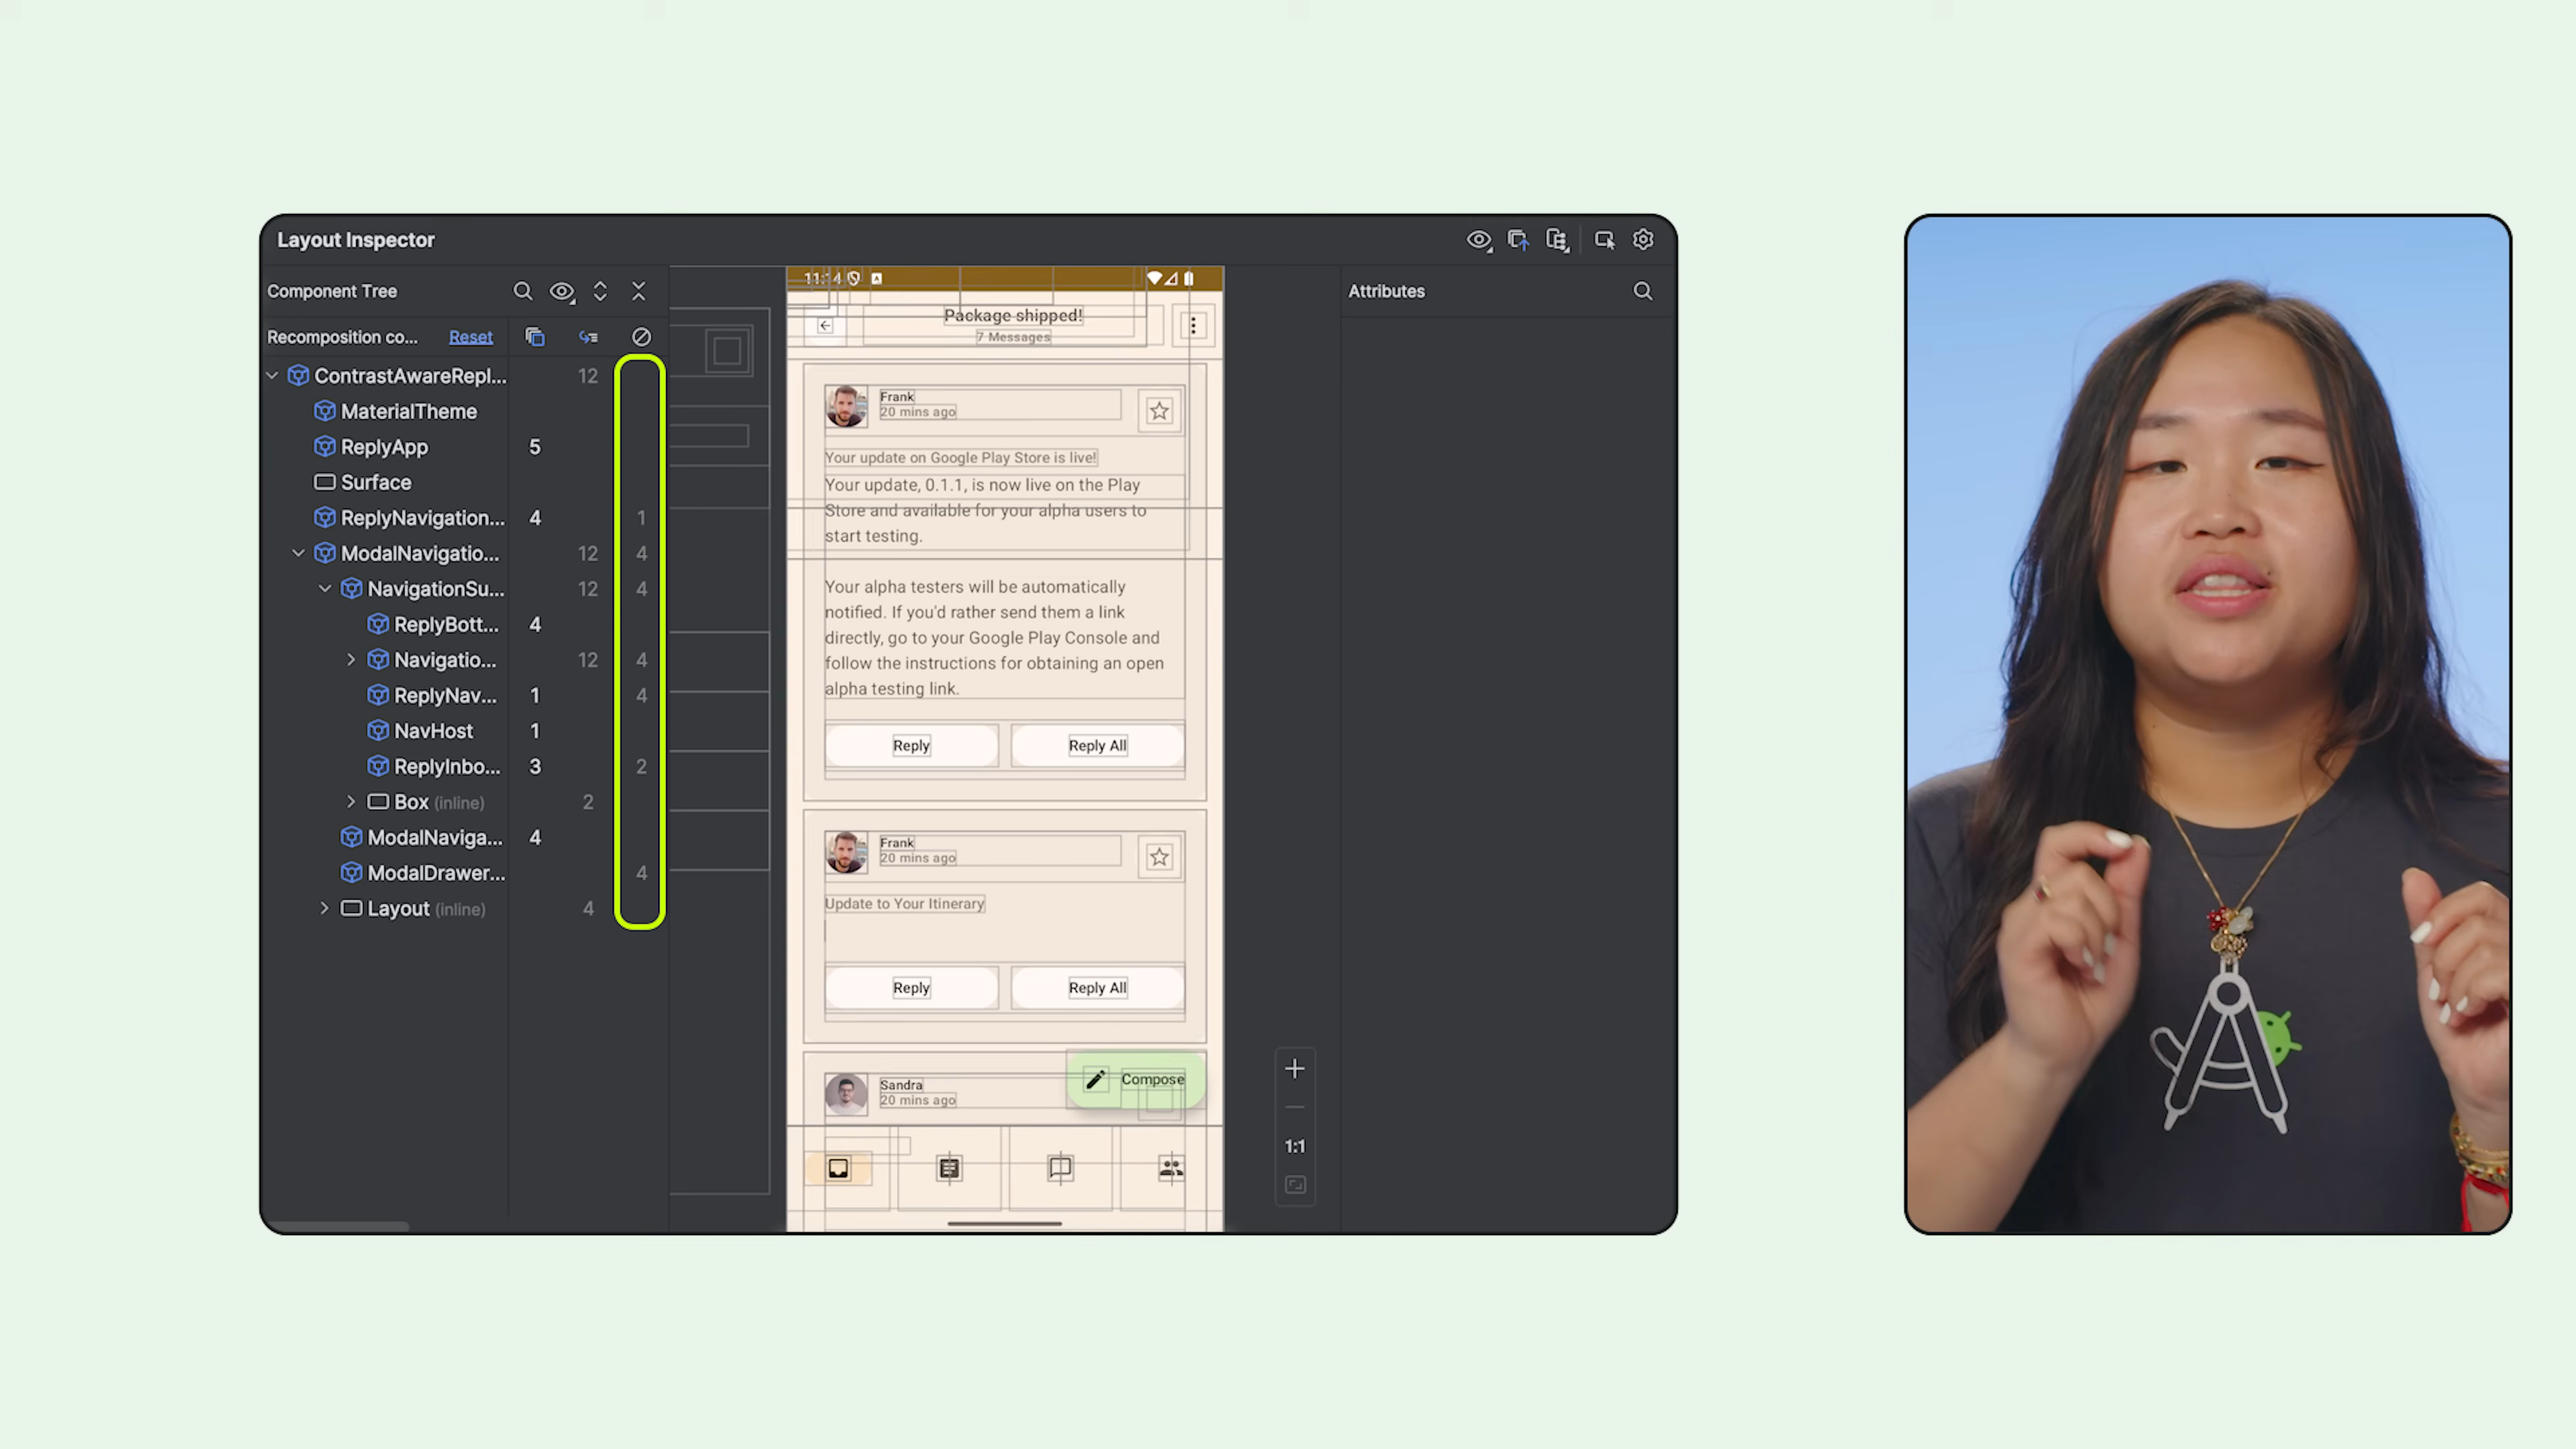 Layout Inspector
Component Tree
Attributes
Recomposition co... Reset
ContrastAwareRepl... 12
MaterialTheme
ReplyApp 5
Surface
ReplyNavigation... 4 1
ModalNavigatio... 12 4
NavigationSu... 12 4
ReplyBott... 4
Navigatio... 12 4
ReplyNav... 1 4
NavHost 1
ReplyInbo... 3 2
Box (inline) 2
ModalNaviga... 4
ModalDrawer... 4
Layout (inline) 4
Package shipped!
7 Messages
Frank
20 mins ago
Your update on Google Play Store is live!
Your update, 0.1.1, is now live on the Play
Store and available for your alpha users to
start testing.
Your alpha testers will be automatically
notified. If you'd rather send them a link
directly, go to your Google Play Console and
follow the instructions for obtaining an open
alpha testing link.
Reply Reply All
Frank
20 mins ago
Update to Your Itinerary
Reply Reply All
Sandra
20 mins ago
Compose
1:1